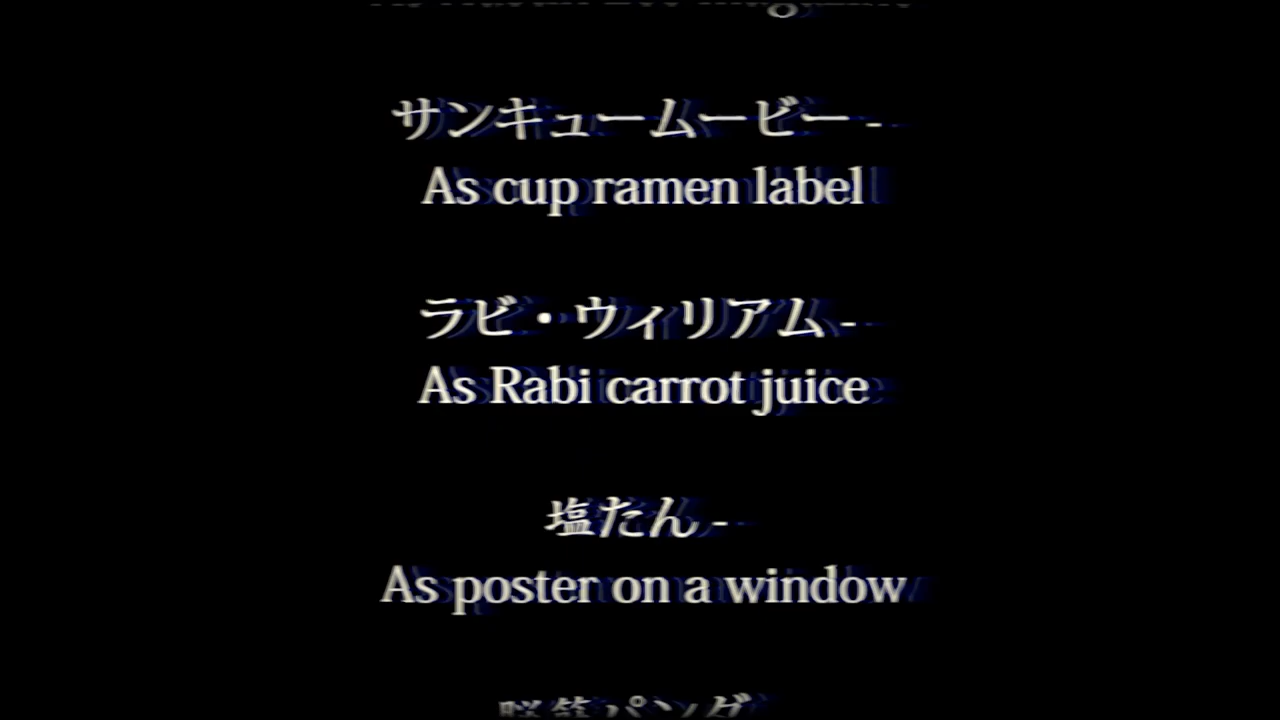 サンキュームービー -
As cup ramen label
ラビ・ウィリアム -
As Rabi carrot juice
塩たん -
As poster on a window